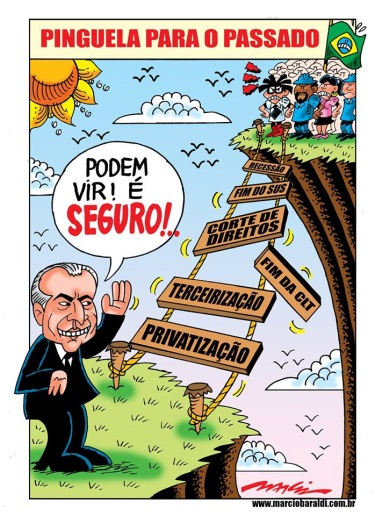 PINGUELA PARA O PASSADO
PODEM
VIR! É
SEGURO!..
RECESSÃO
FIM DO SUS
CORTE DE
DIREITOS
FIM DA CLT
TERCEIRIZAÇÃO
PRIVATIZAÇÃO
www.marciobaraldi.com.br